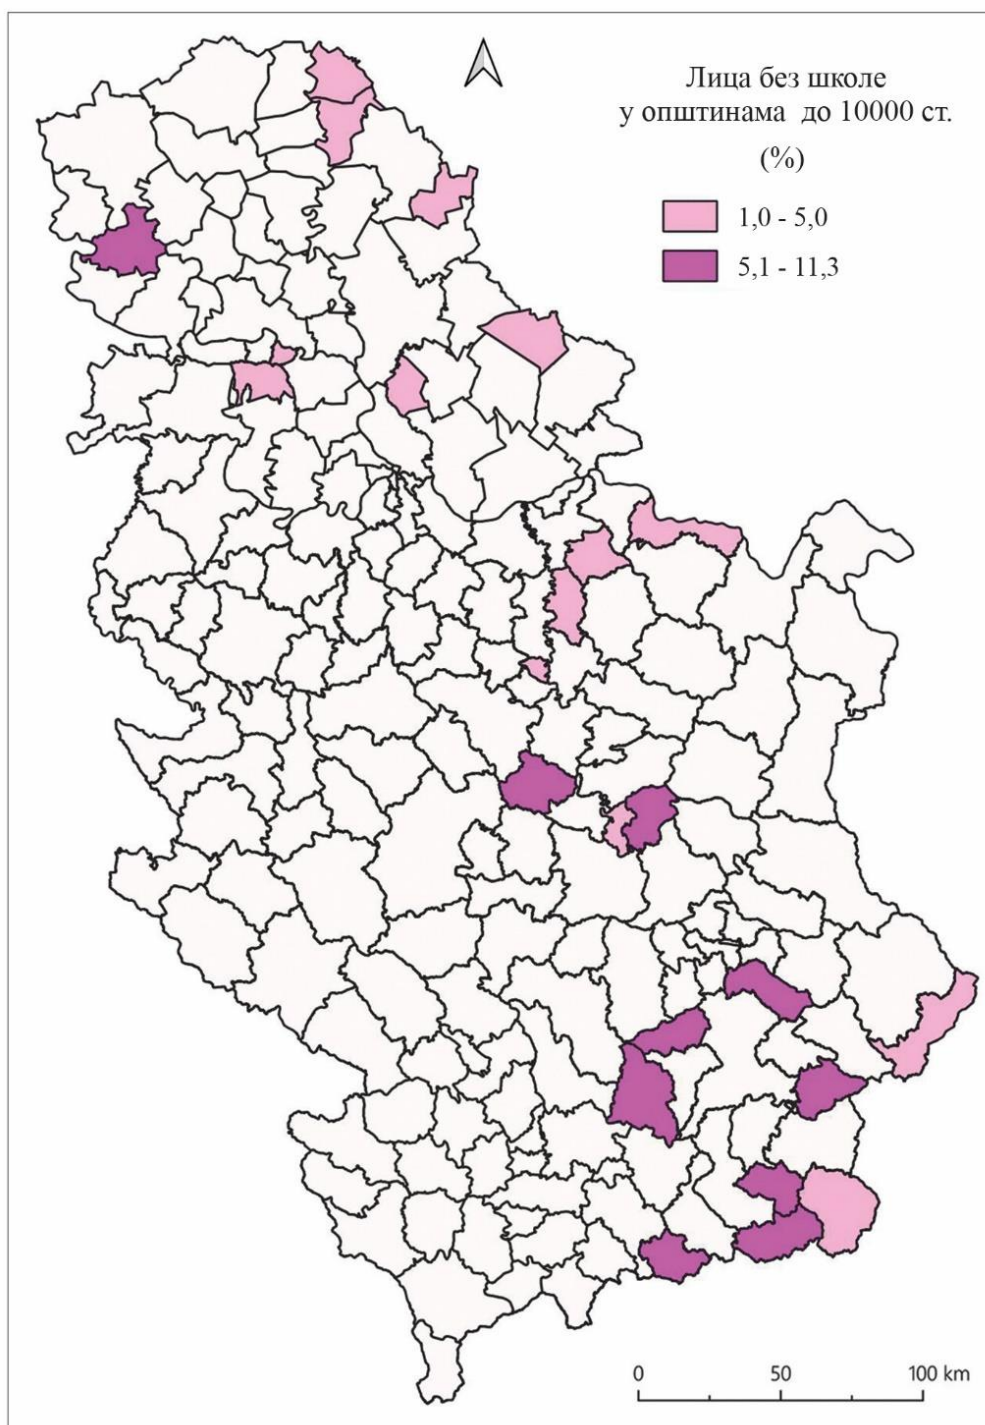 Лица без школе
у општинама до 10000 ст.
(%)
1,0 - 5,0
5,1 - 11,3
0 50 100 km